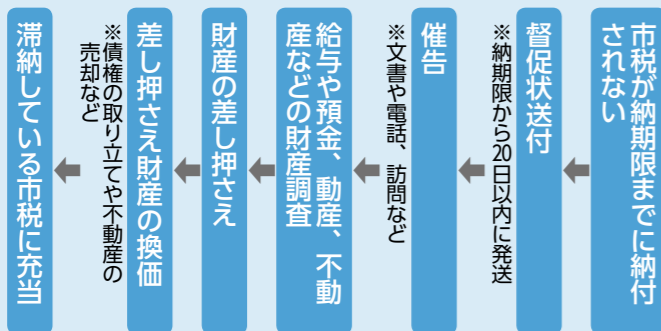 市税が納期限までに納付
されない
督促状送付
※納期限から20日以内に発送
催告
※文書や電話、訪問など
給与や預金、動産、不動
産などの財産調査
財産の差し押さえ
差し押さえ財産の換価
※債権の取り立てや不動産の
売却など
滞納している市税に充当